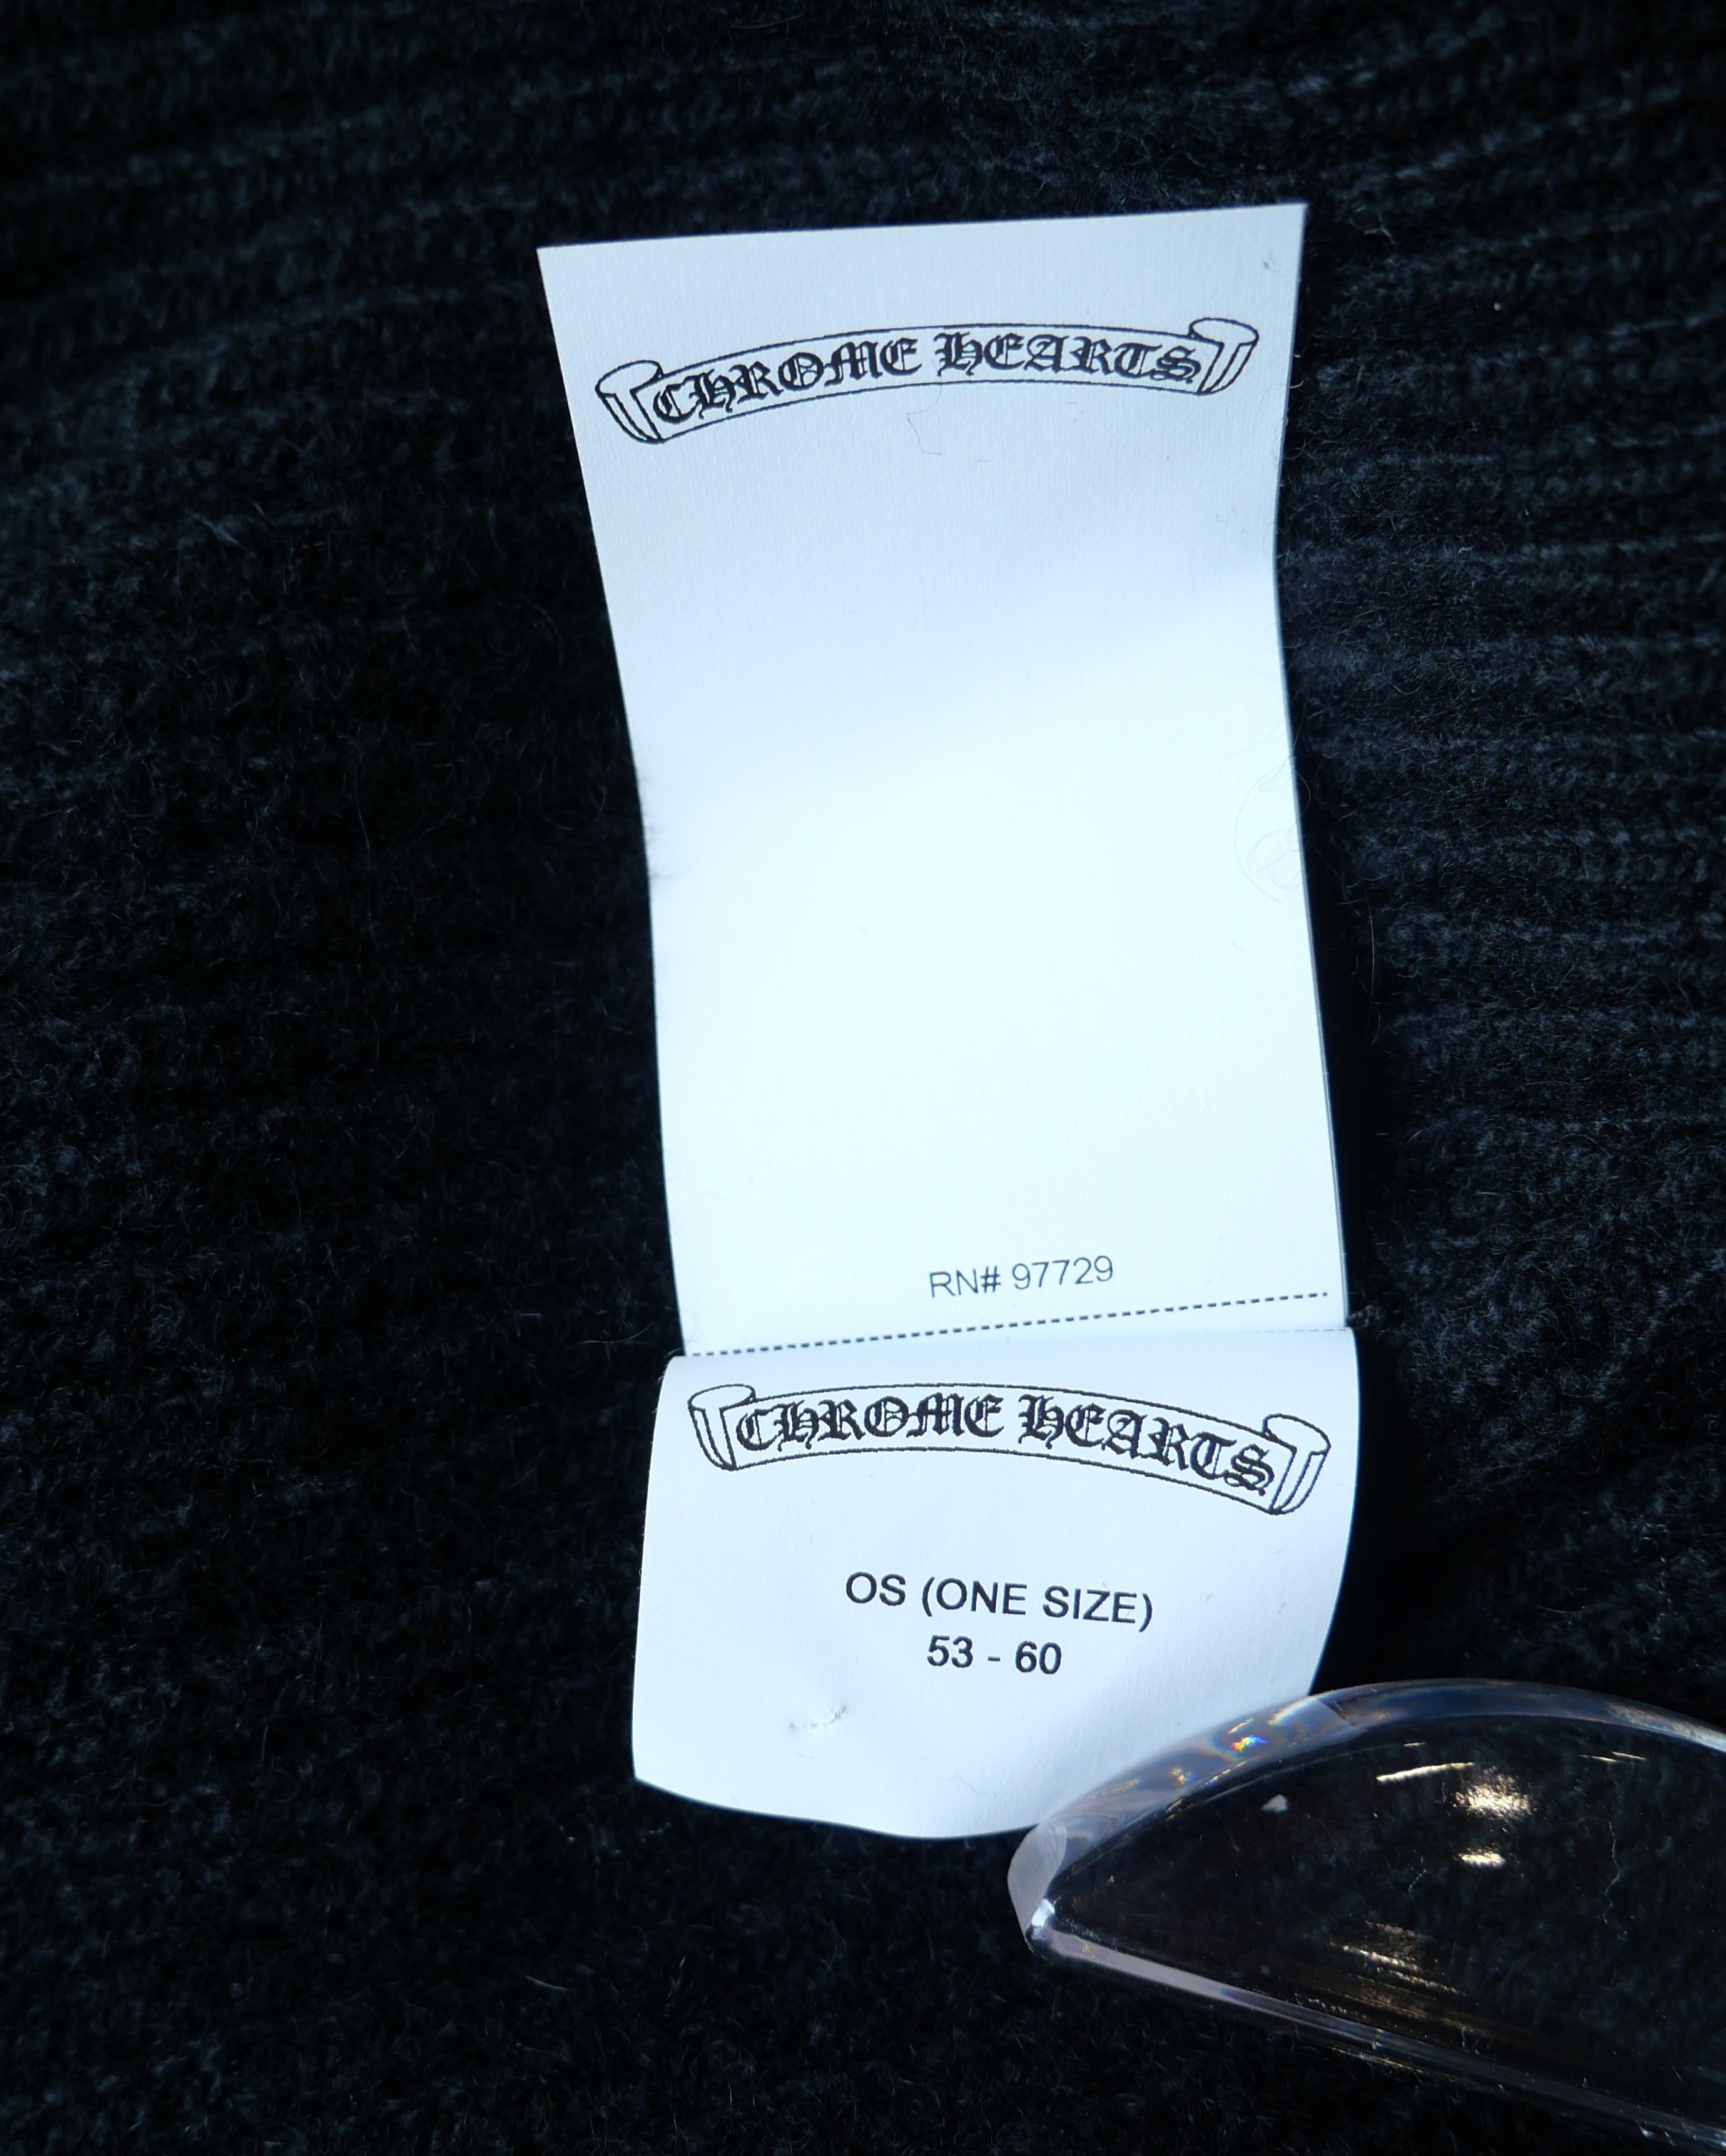 CHROME HEARTS
RN# 97729
CHROME HEARTS
OS (ONE SIZE)
53 - 60